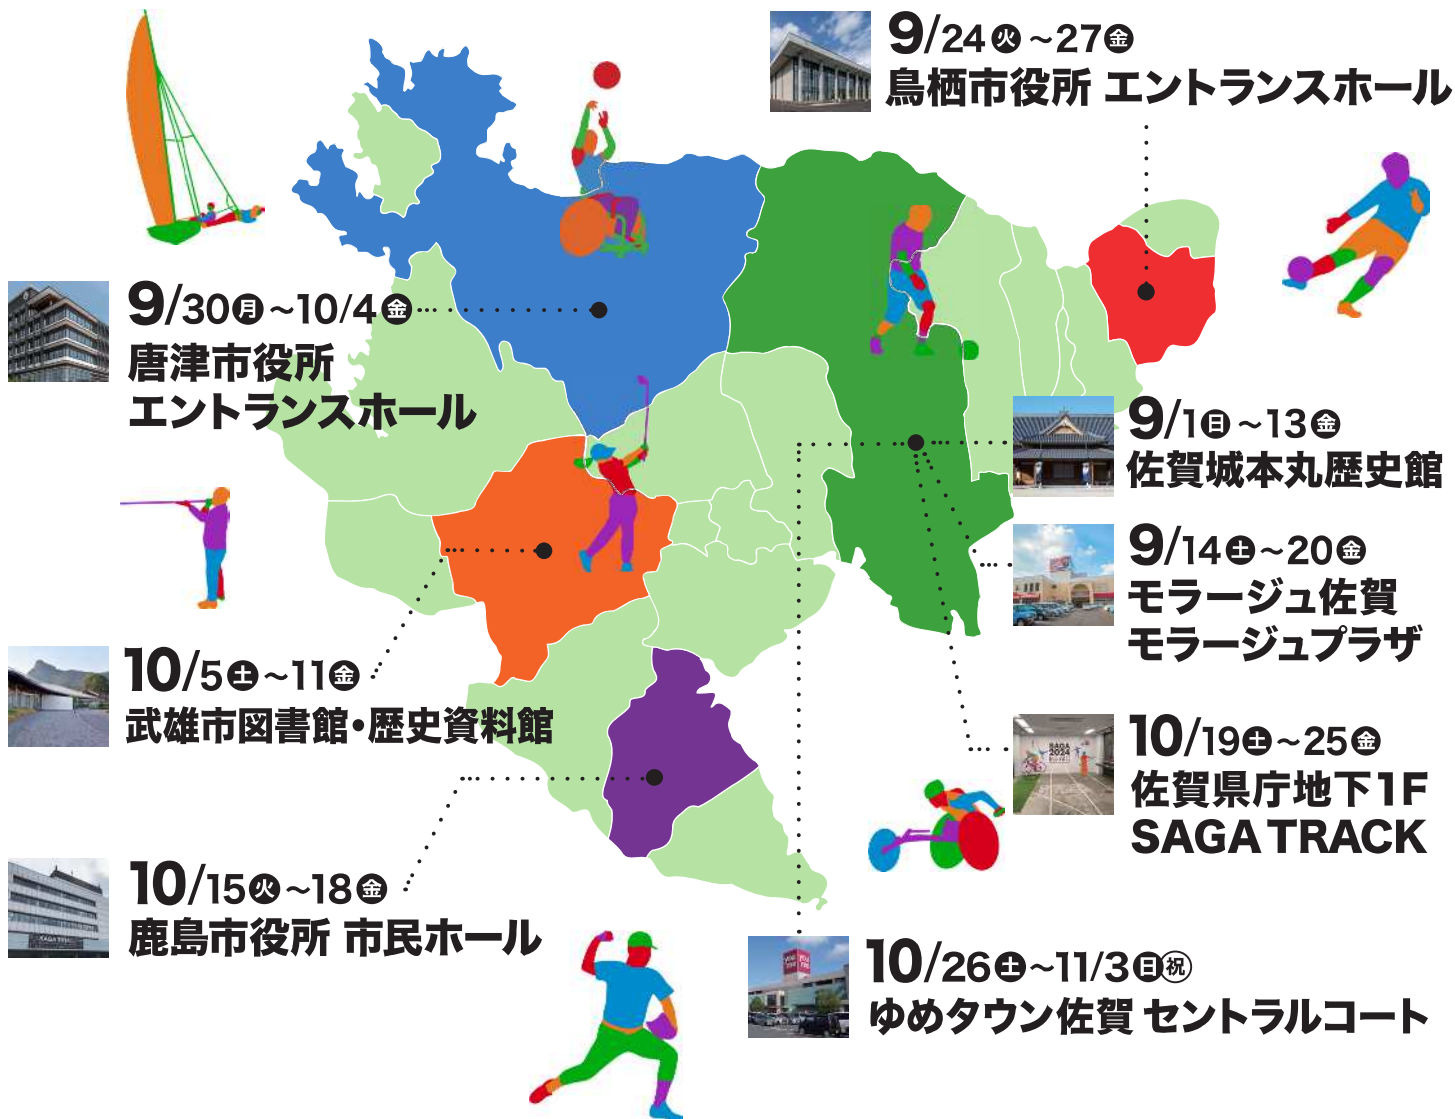 9/24火～27金
鳥栖市役所 エントランスホール
9/30月～10/4金
唐津市役所
エントランスホール
9/1日～13金
佐賀城本丸歴史館
9/14土～20金
モラージュ佐賀
モラージュプラザ
10/5土～11金
武雄市図書館・歴史資料館
10/19土～25金
佐賀県庁地下1F
SAGA TRACK
SAGA
2024
10/15火～18金
鹿島市役所 市民ホール
10/26土～11/3日祝
ゆめタウン佐賀 セントラルコート